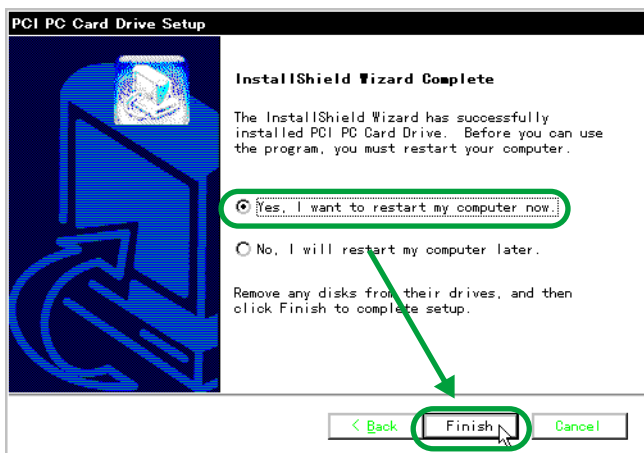 PCI PC Card Drive Setup
InstallShield Wizard Complete
The InstallShield Wizard has successfully
installed PCI PC Card Drive. Before you can use
the program, you must restart your computer.
Yes, I want to restart my computer now.
No, I will restart my computer later.
Remove any disks from their drives, and then
click Finish to complete setup.
< Back Finish Cancel